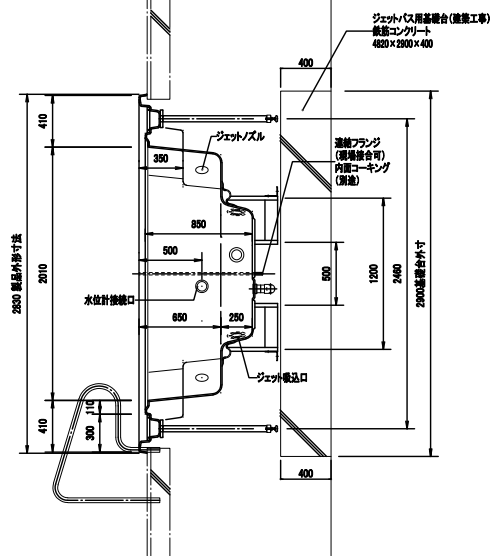 ジェットバス用基礎台(建築工事)
鉄筋コンクリート
4820×2900×400
400
410
ジェットノズル
連結フランジ
(現場接合可)
内面コーキング
(別途)
350
850
500
2830 製品外形寸法
2010
水位計接続口
650
250
500
1200
2460
2900基礎台外寸
ジェット吸込口
110
410
300
400